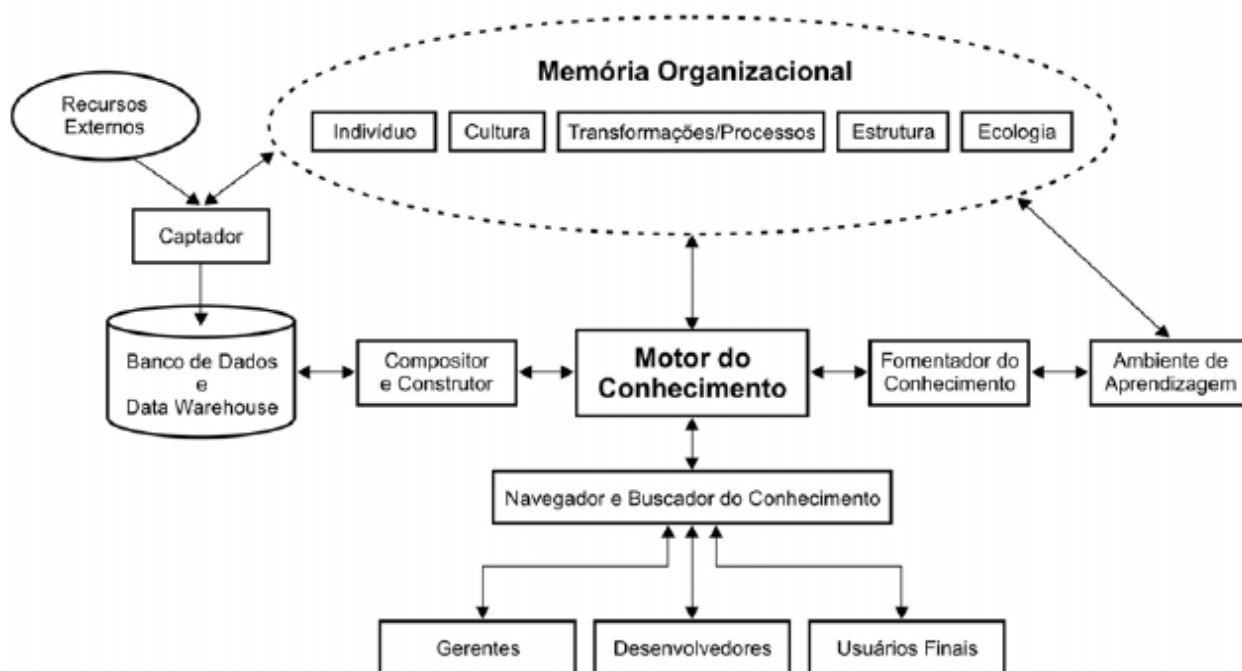 Memória Organizacional
Recursos
Externos
Indivíduo
Cultura
Transformações/Processos
Estrutura
Ecologia
Captador
Banco de Dados
e
Data Warehouse
Compositor
e Construtor
Motor do
Conhecimento
Fomentador do
Conhecimento
Ambiente de
Aprendizagem
Navegador e Buscador do Conhecimento
Gerentes
Desenvolvedores
Usuários Finais